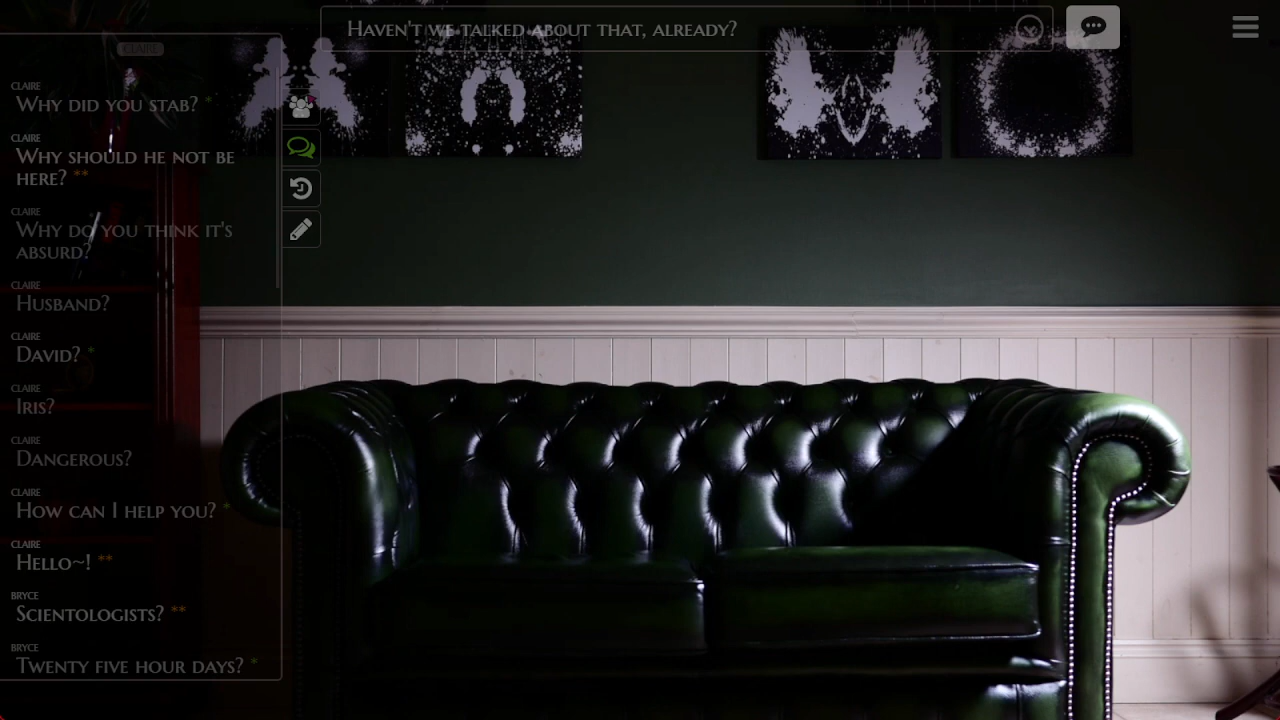 Haven't we talked about that, already?
CLAIRE
CLAIRE
Why did you stab? *
CLAIRE
Why should he not be
here? **
CLAIRE
Why do you think it's
absurd?
CLAIRE
Husband?
CLAIRE
David? *
CLAIRE
Iris?
CLAIRE
Dangerous?
CLAIRE
How can I help you? *
CLAIRE
Hello~! **
BRYCE
Scientologists? **
BRYCE
Twenty five hour days? *